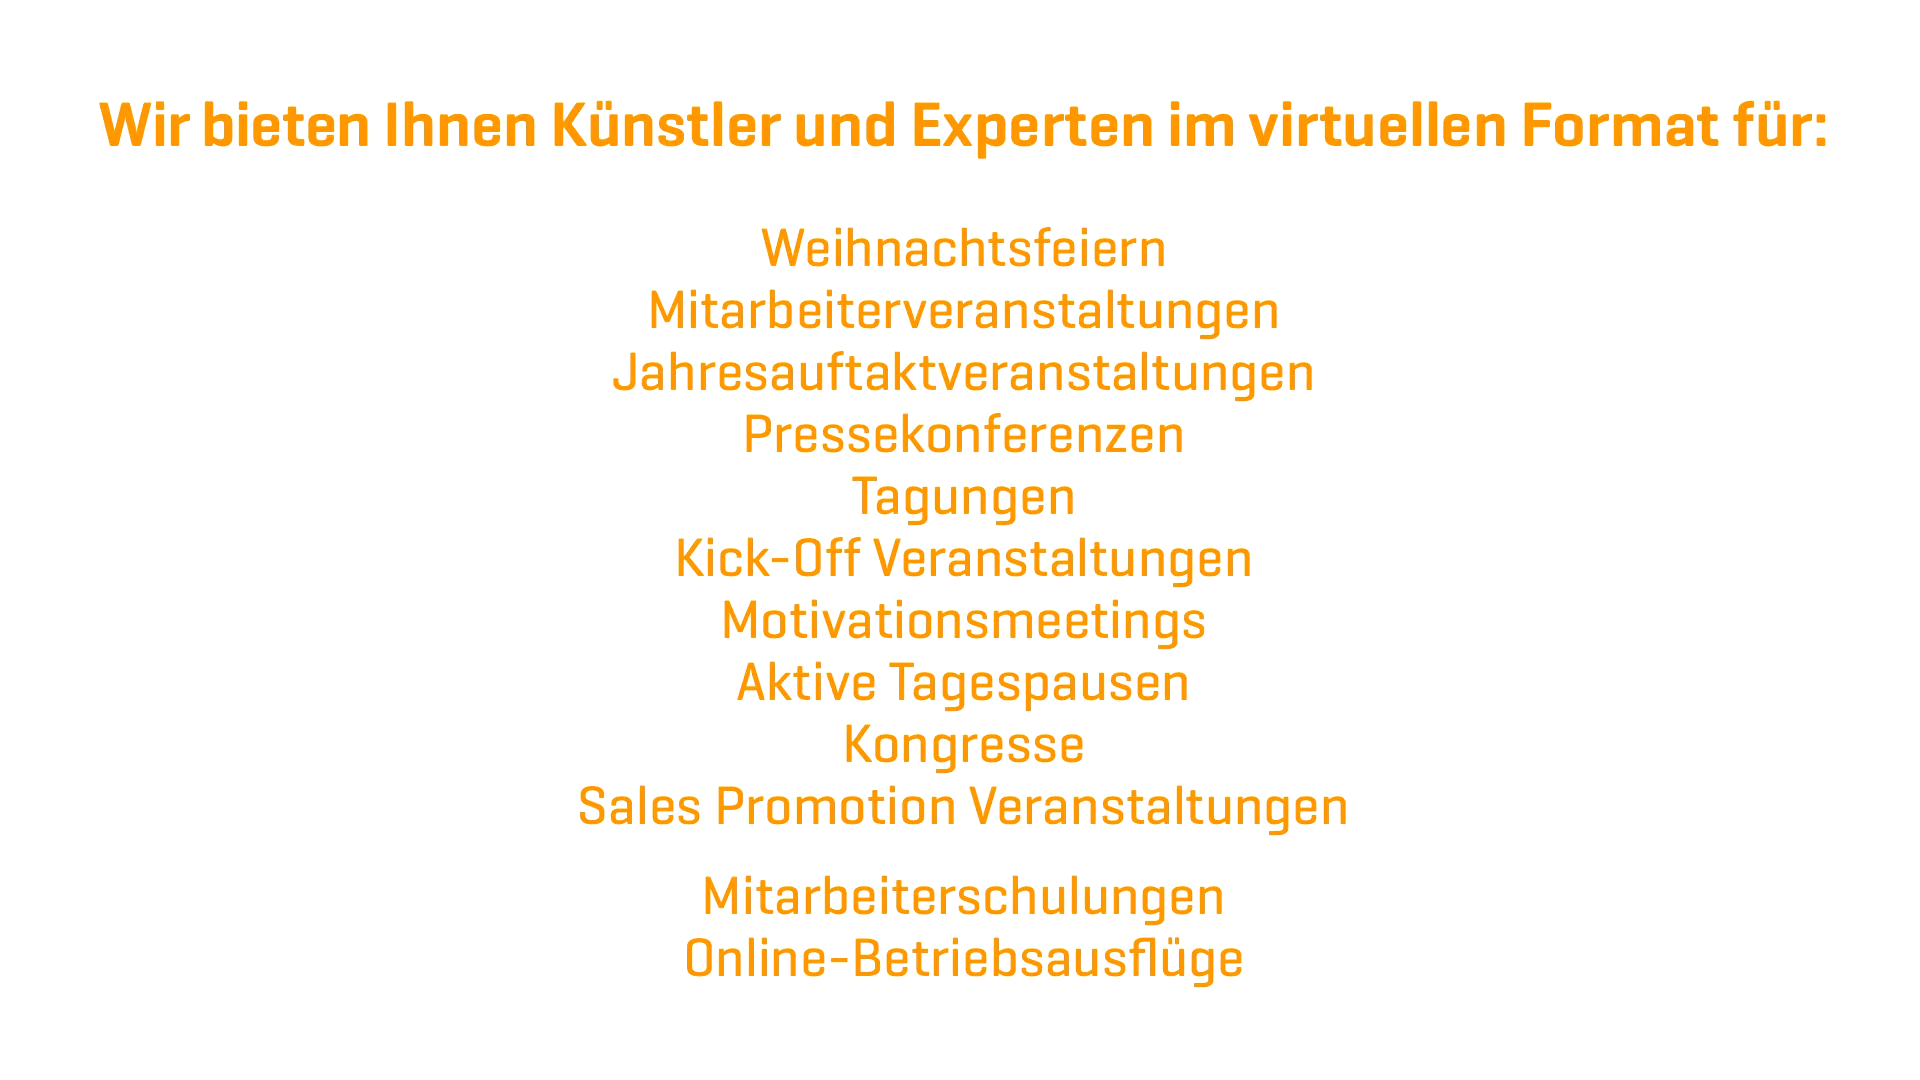 Wir bieten Ihnen Künstler und Experten im virtuellen Format für:
Weihnachtsfeiern
Mitarbeiterveranstaltungen
Jahresauftaktveranstaltungen
Pressekonferenzen
Tagungen
Kick-Off Veranstaltungen
Motivationsmeetings
Aktive Tagespausen
Kongresse
Sales Promotion Veranstaltungen
Mitarbeiterschulungen
Online-Betriebsausflüge